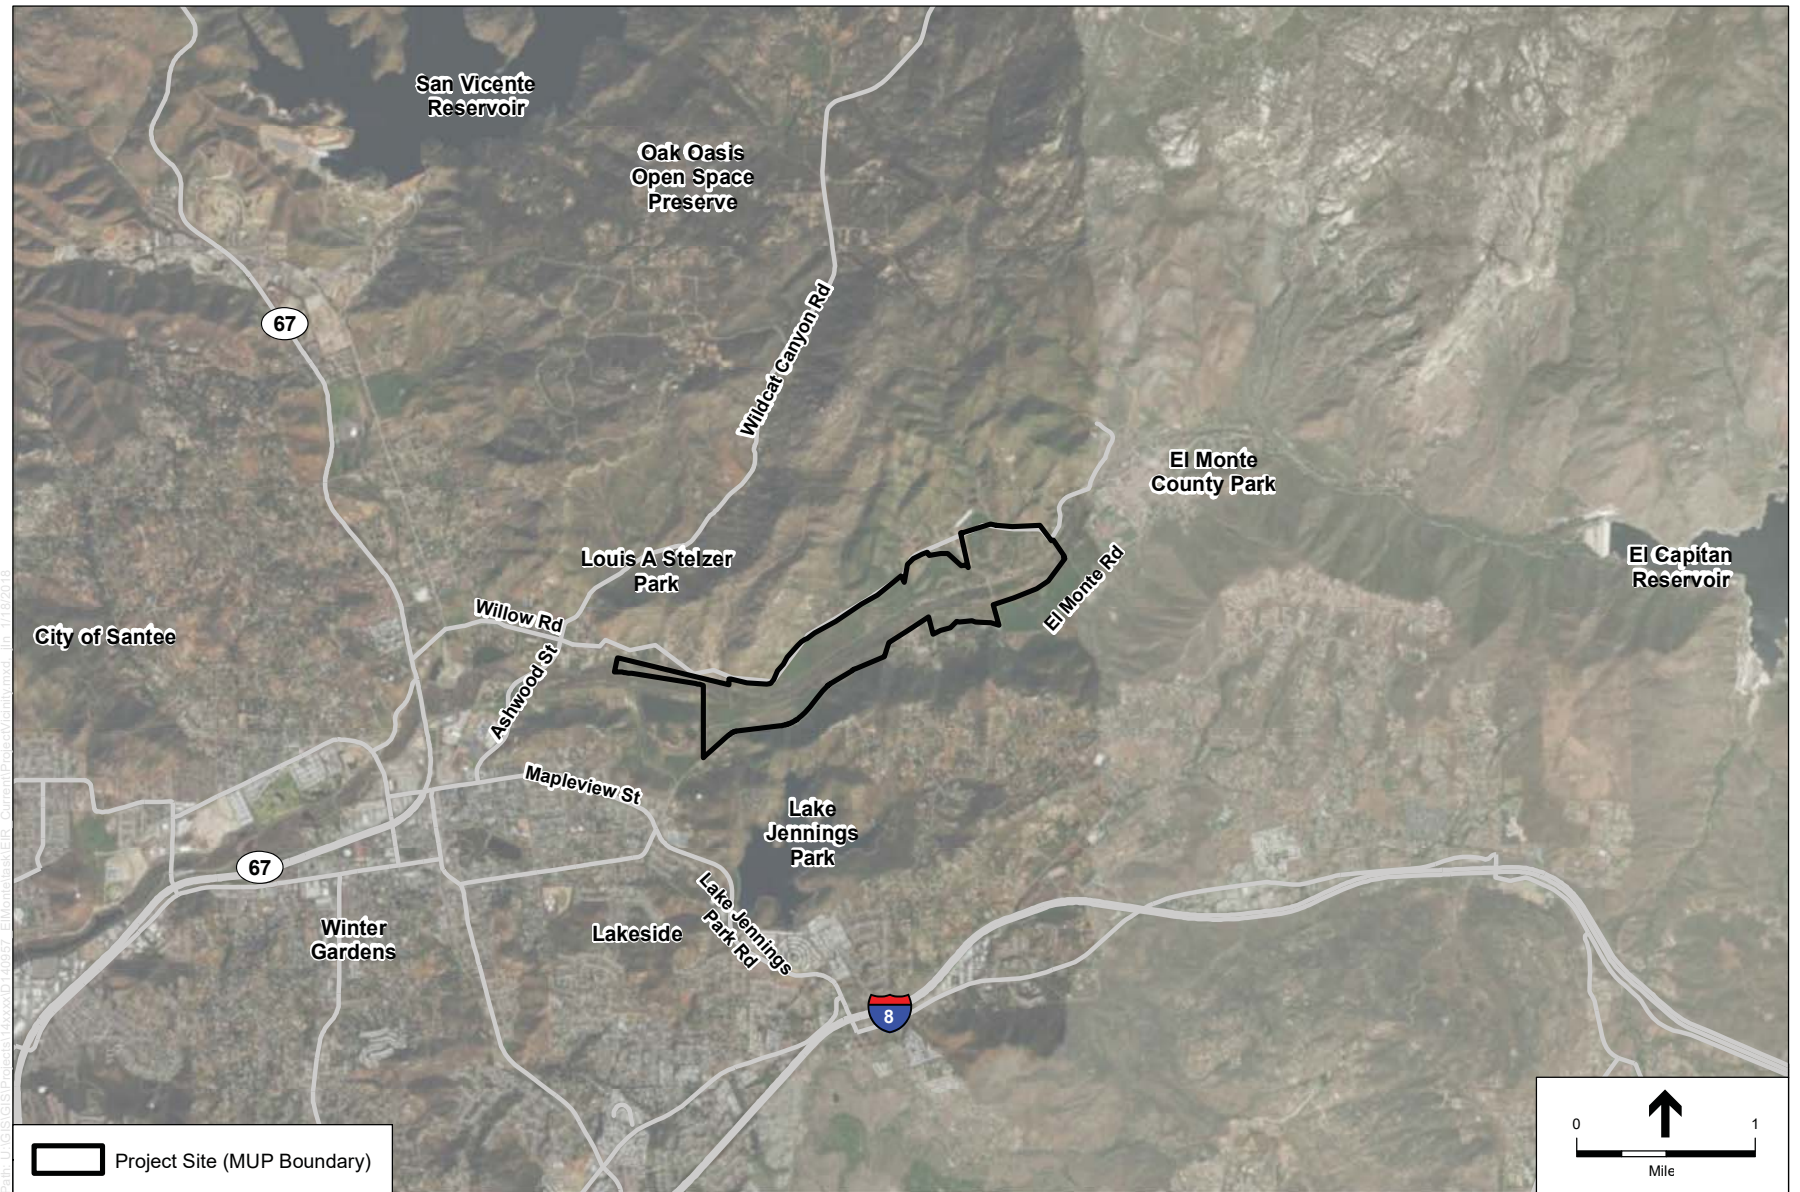 San Vicente
Reservoir
Oak Oasis
Open Space
Preserve
67
Wildcat Canyon Rd
El Monte
County Park
Louis A Stelzer
Park
El Capitan
Reservoir
Willow Rd
El Monte Rd
City of Santee
Ashwood St
Mapleview St
Lake
Jennings
Park
67
Lake Jennings
Park Rd
Winter
Gardens
Lakeside
8
Project Site (MUP Boundary)
0 1
Mile